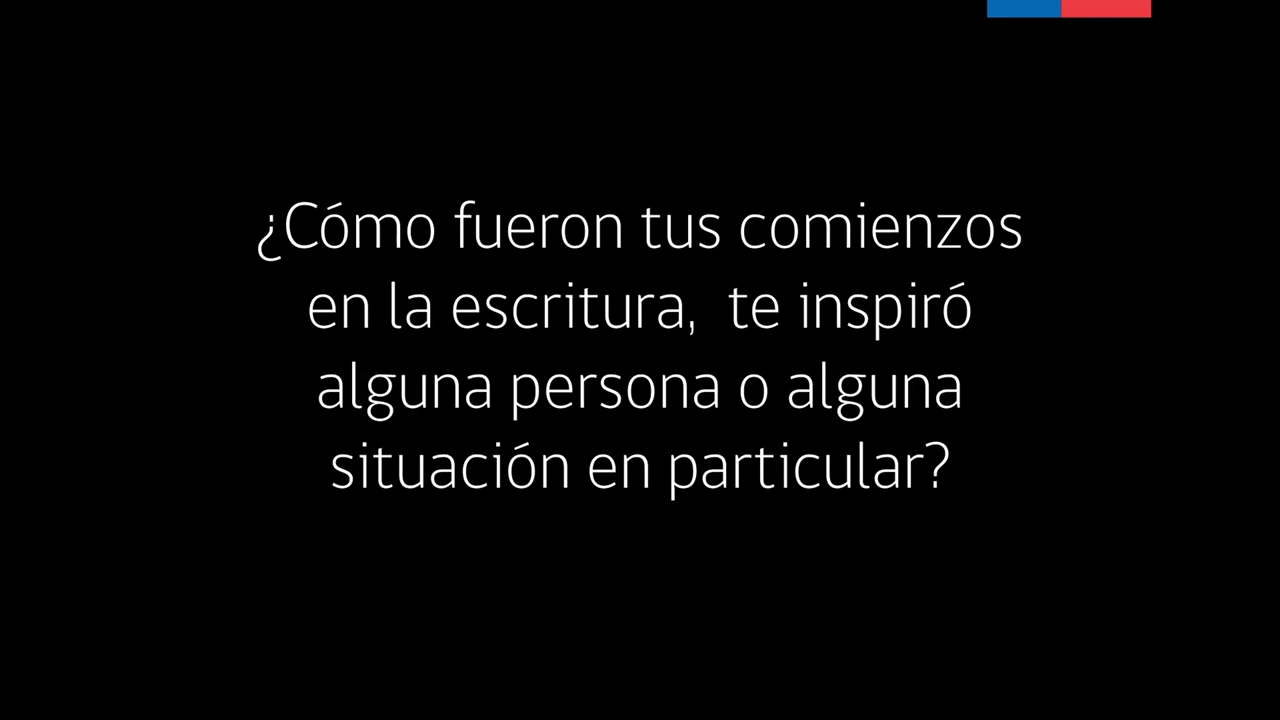 ¿Cómo fueron tus comienzos
en la escritura,  te inspiró
alguna persona o alguna
situación en particular?